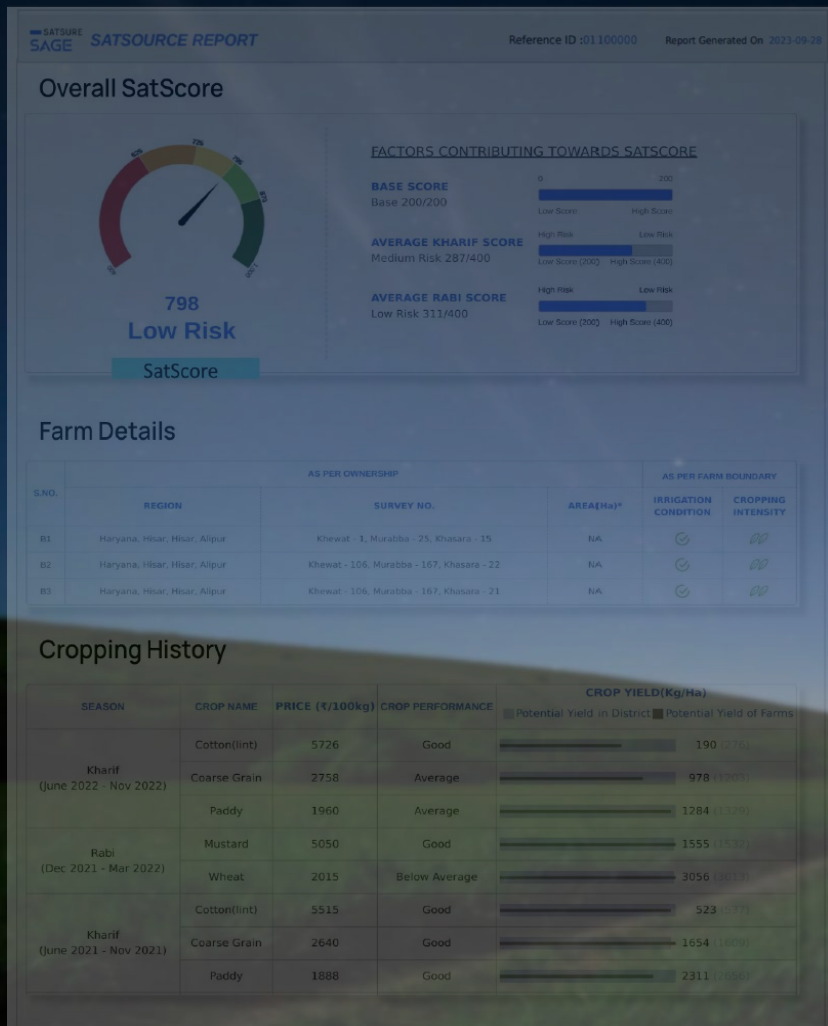 SATSURE
SAGE SATSOURCE REPORT Reference ID :01100000 Report Generated On 2023-09-28
Overall SatScore
FACTORS CONTRIBUTING TOWARDS SATSCORE
BASE SCORE
Base 200/200
0 200
Low Score High Score
AVERAGE KHARIF SCORE
Medium Risk 287/400
High Risk Low Risk
Low Score (200) High Score (400)
AVERAGE RABI SCORE
Low Risk 311/400
High Risk Low Risk
Low Score (200) High Score (400)
798
Low Risk
SatScore
Farm Details
S.NO. AS PER OWNERSHIP AS PER FARM BOUNDARY
REGION SURVEY NO. AREA(Ha)* IRRIGATION CONDITION CROPPING INTENSITY
B1 Haryana, Hisar, Hisar, Alipur Khewat - 1, Murabba - 25, Khasara - 15 NA
B2 Haryana, Hisar, Hisar, Alipur Khewat - 106, Murabba - 167, Khasara - 22 NA
B3 Haryana, Hisar, Hisar, Alipur Khewat - 106, Murabba - 167, Khasara - 21 NA
Cropping History
SEASON CROP NAME PRICE (₹/100kg) CROP PERFORMANCE CROP YIELD(Kg/Ha)
Potential Yield in District Potential Yield of Farms
Kharif
(June 2022 - Nov 2022)
Cotton(lint) 5726 Good 190 (276)
Coarse Grain 2758 Average 978
Paddy 1960 Average 1284
Rabi
(Dec 2021 - Mar 2022)
Mustard 5050 Good 1555
Wheat 2015 Below Average 3056
Kharif
(June 2021 - Nov 2021)
Cotton(lint) 5515 Good 523
Coarse Grain 2640 Good 1654
Paddy 1888 Good 2311